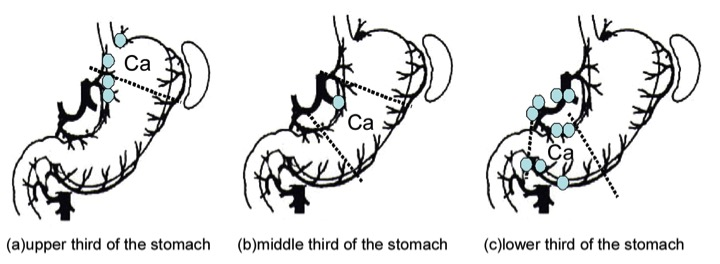 Ca
Ca
Ca
(a)upper third of the stomach
(b)middle third of the stomach
(c)lower third of the stomach